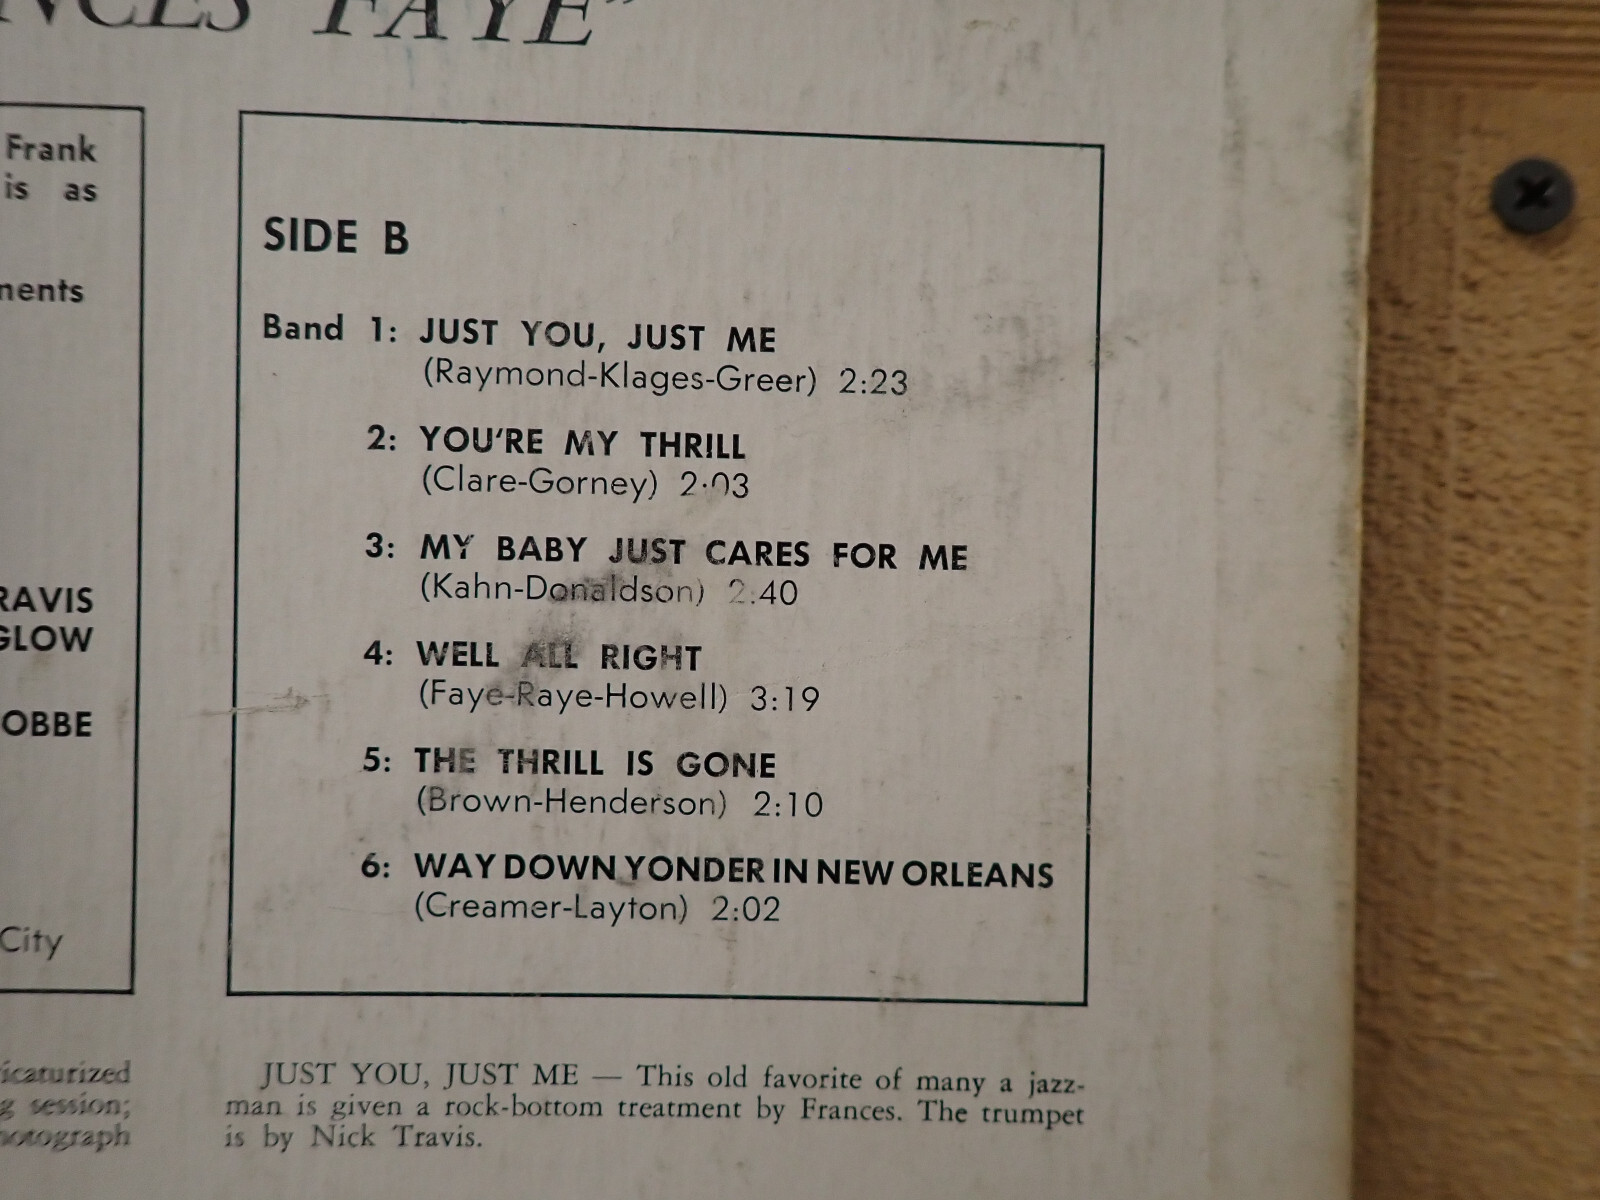 FAYE"
Frank
is as
SIDE B
Band 1: JUST YOU, JUST ME
(Raymond-Klages-Greer) 2:23
2: YOU'RE MY THRILL
(Clare-Gorney) 2:03
3: MY BABY JUST CARES FOR ME
(Kahn-Donaldson) 2:40
4: WELL ALL RIGHT
(Faye-Raye-Howell) 3:19
5: THE THRILL IS GONE
(Brown-Henderson) 2:10
6: WAY DOWN YONDER IN NEW ORLEANS
(Creamer-Layton) 2:02
City
session;
JUST YOU, JUST ME — This old favorite of many a jazz-
man is given a rock-bottom treatment by Frances. The trumpet
is by Nick Travis.